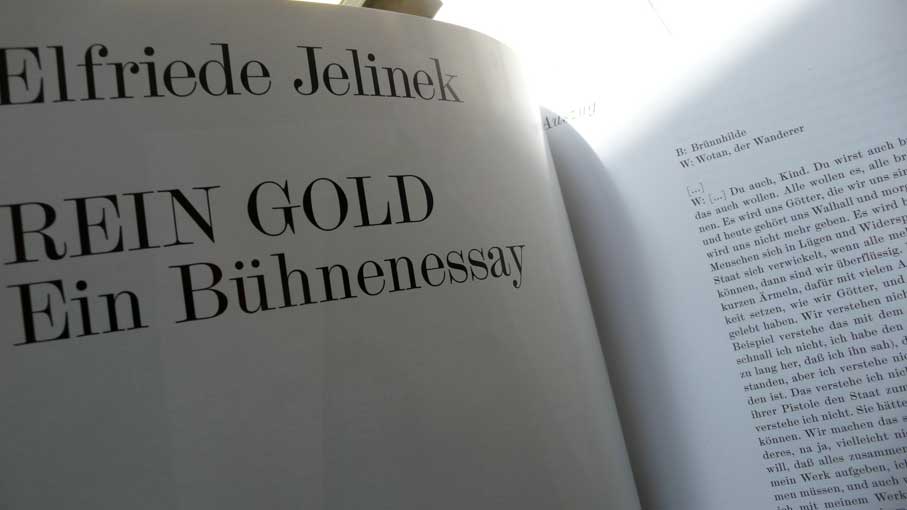 Elfriede Jelinek
REIN GOLD
Ein Bühnenessay
Auszug
B: Brünnhilde
W: Wotan, der Wanderer
[...]
W: [...] Du auch, Kind. Du wirst auch
das auch wollen. Alle wollen es, alle
nen. Es wird uns Götter, die wir uns
und heute gehört uns Walhall und
wird uns nicht mehr geben. Es wird
Menschen sich in Lügen und
Staat sich verwickelt, wenn alle
können, dann sind wir überflüssig.
kurzen Ärmeln, dafür mit vielen
keit setzen, wie wir Götter, und
gelebt haben. Wir verstehen
Beispiel verstehe das mit dem
schnall ich nicht, ich habe den
zu lang her, daß ich ihn sah),
standen, aber ich verstehe
den ist. Das verstehe ich
ihrer Pistole den Staat
verstehe ich nicht. Sie
können. Wir machen das
deres, na ja, vielleicht
will, daß alles
mein Werk aufgeben,
men müssen, und auch
ich mit meinem Werk